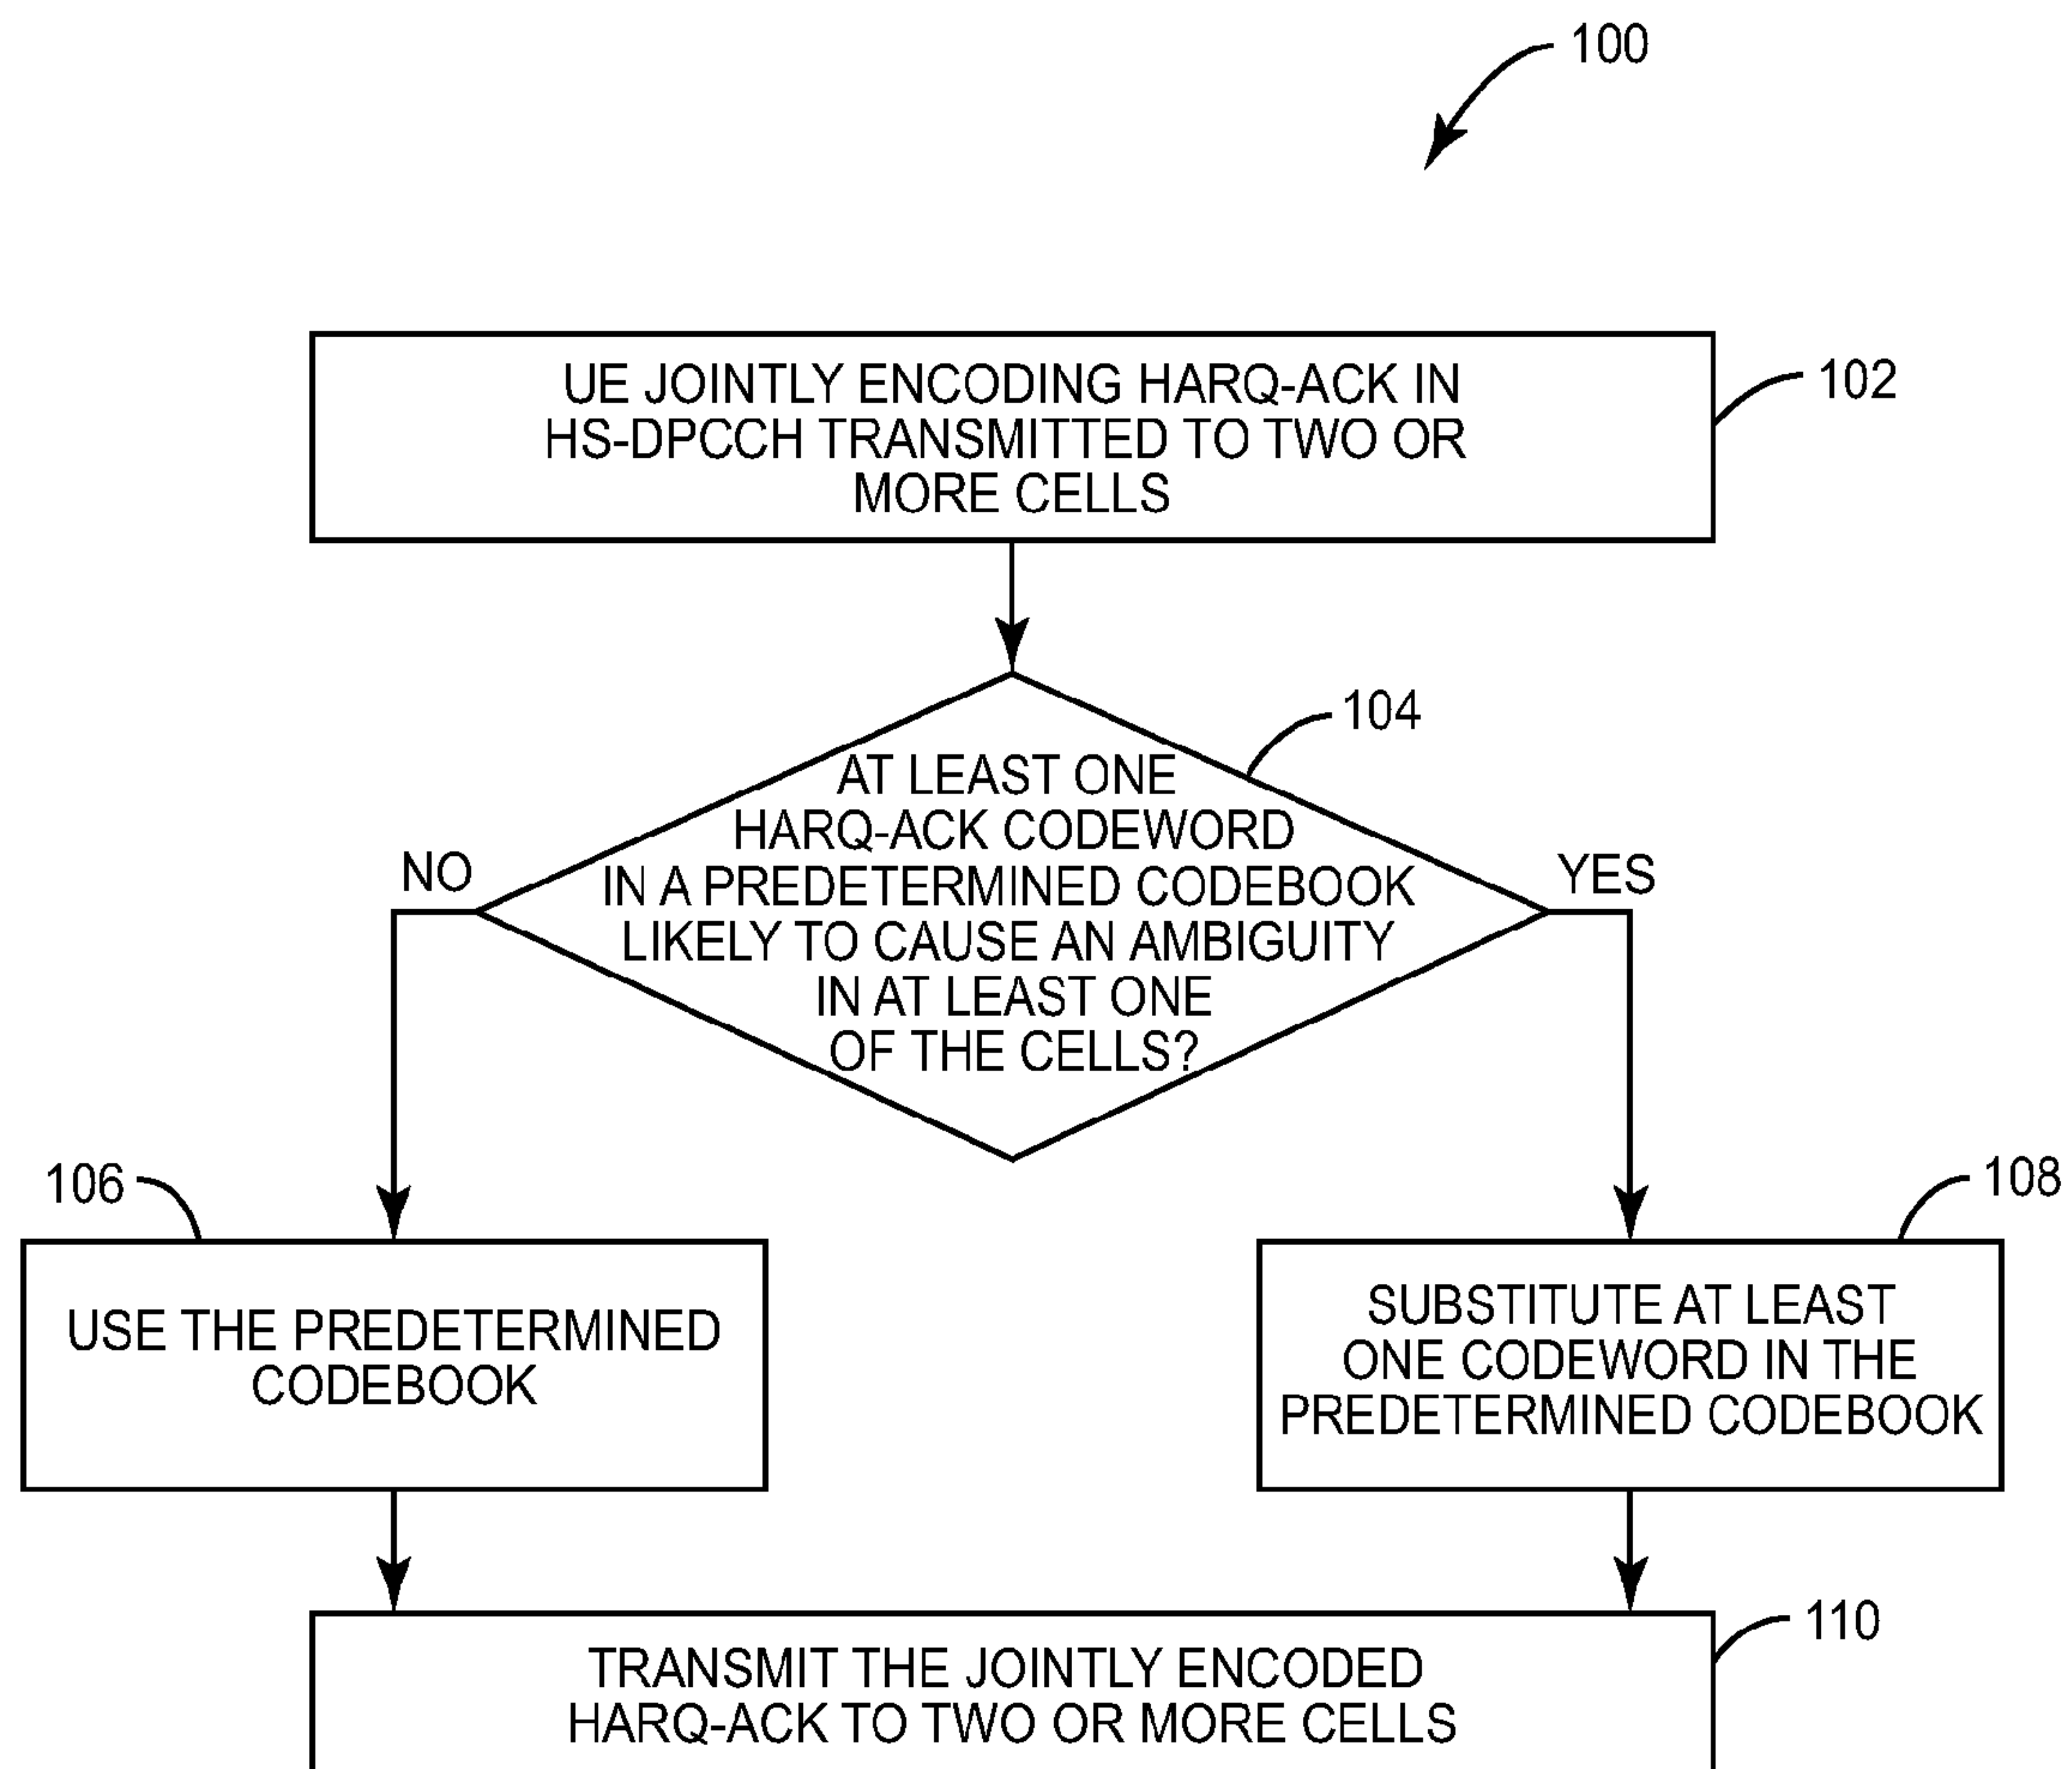 100
UE JOINTLY ENCODING HARQ-ACK IN
HS-DPCCH TRANSMITTED TO TWO OR
MORE CELLS
102
104
AT LEAST ONE
HARQ-ACK CODEWORD
IN A PREDETERMINED CODEBOOK
LIKELY TO CAUSE AN AMBIGUITY
IN AT LEAST ONE
OF THE CELLS?
NO
YES
106
USE THE PREDETERMINED
CODEBOOK
108
SUBSTITUTE AT LEAST
ONE CODEWORD IN THE
PREDETERMINED CODEBOOK
110
TRANSMIT THE JOINTLY ENCODED
HARQ-ACK TO TWO OR MORE CELLS